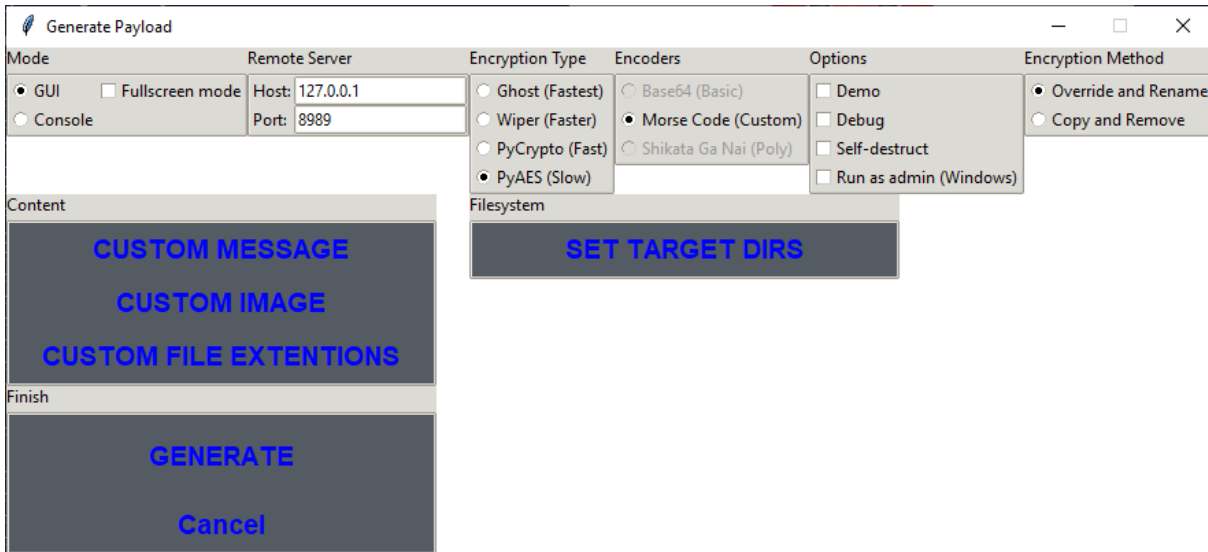 Generate Payload
Mode
GUI
Fullscreen mode
Console
Remote Server
Host: 127.0.0.1
Port: 8989
Encryption Type
Ghost (Fastest)
Wiper (Faster)
PyCrypto (Fast)
PyAES (Slow)
Encoders
Base64 (Basic)
Morse Code (Custom)
Shikata Ga Nai (Poly)
Options
Demo
Debug
Self-destruct
Run as admin (Windows)
Encryption Method
Override and Rename
Copy and Remove
Content
CUSTOM MESSAGE
CUSTOM IMAGE
CUSTOM FILE EXTENTIONS
Filesystem
SET TARGET DIRS
Finish
GENERATE
Cancel